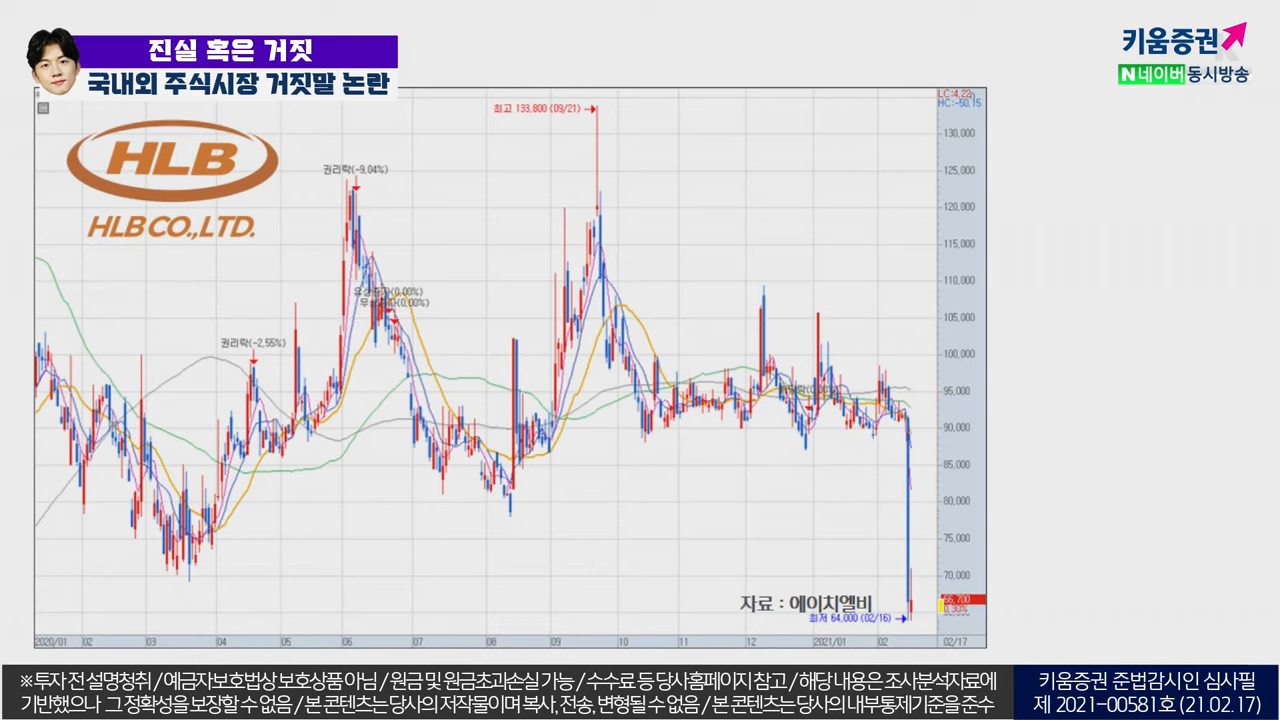 진실 혹은 거짓
국내외 주식시장 거짓말 논란
키움증권
N 네이버 동시방송
LC:4.22
HC:-50.15
최고 133,800 (09/21)
130,000
HLB
HLB CO.,LTD.
권리락(-9,04%)
125,000
120,000
115,000
110,000
105,000
권리락(-2,55%)
100,000
95,000
90,000
85,000
80,000
75,000
70,000
자료 : 에이치엘비
66,700
0.30%
최저 64,000 (02/16)
2020/01 02 03 04 05 06 07 08 09 10 11 12 2021/01 02 02/17
※ 투자 전 설명청취 / 예금자보호법상 보호상품 아님 / 원금 및 원금초과손실 가능 / 수수료 등 당사홈페이지 참고 / 해당 내용은 조사분석자료에
기반했으나 그 정확성을 보장할 수 없음 / 본 콘텐츠는 당사의 저작물이며 복사, 전송, 변형될 수 없음 / 본 콘텐츠는 당사의 내부통제기준을 준수
키움증권 준법감시인 심사필
제 2021-00581호 (21.02.17)